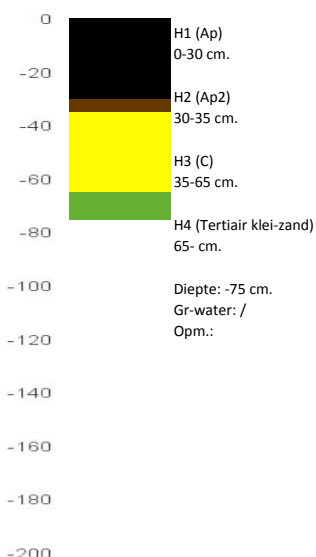 0
-20
-40
-60
-80
-100
-120
-140
-160
-180
-200
H1 (Ap)
0-30 cm.
H2 (Ap2)
30-35 cm.
H3 (C)
35-65 cm.
H4 (Tertiair klei-zand)
65- cm.
Diepte: -75 cm.
Gr-water: /
Opm.: